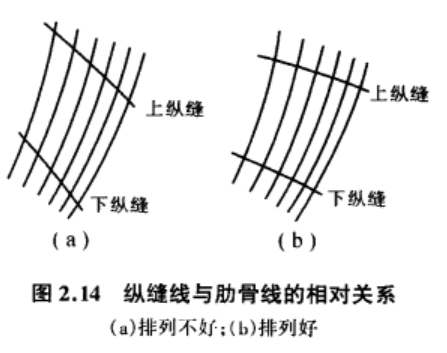 上纵缝
上纵缝
下纵缝
下纵缝
(a)
(b)
图 2.14 纵缝线与肋骨线的相对关系
(a)排列不好;(b)排列好